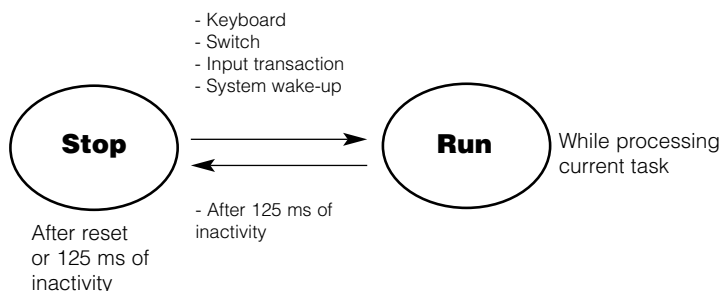 - Keyboard
- Switch
- Input transaction
- System wake-up
Stop
Run
While processing
current task
- After 125 ms of
inactivity
After reset
or 125 ms of
inactivity